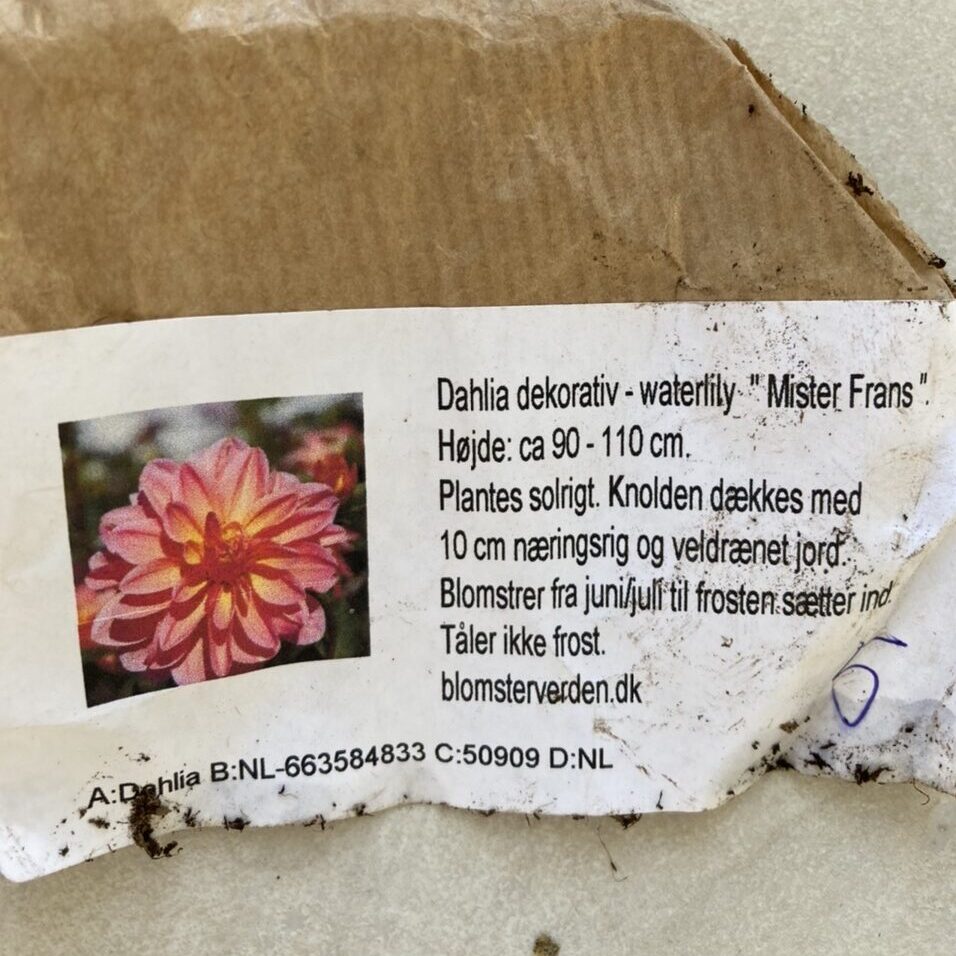 Dahlia dekorativ - waterlily " Mister Frans ".
Højde: ca 90 - 110 cm.
Plantes solrigt. Knolden dækkes med
10 cm næringsrig og veldrænet jord.
Blomstrer fra juni/juli til frosten sætter ind.
Tåler ikke frost.
blomsterverden.dk
A:Dahlia B:NL-663584833 C:50909 D:NL